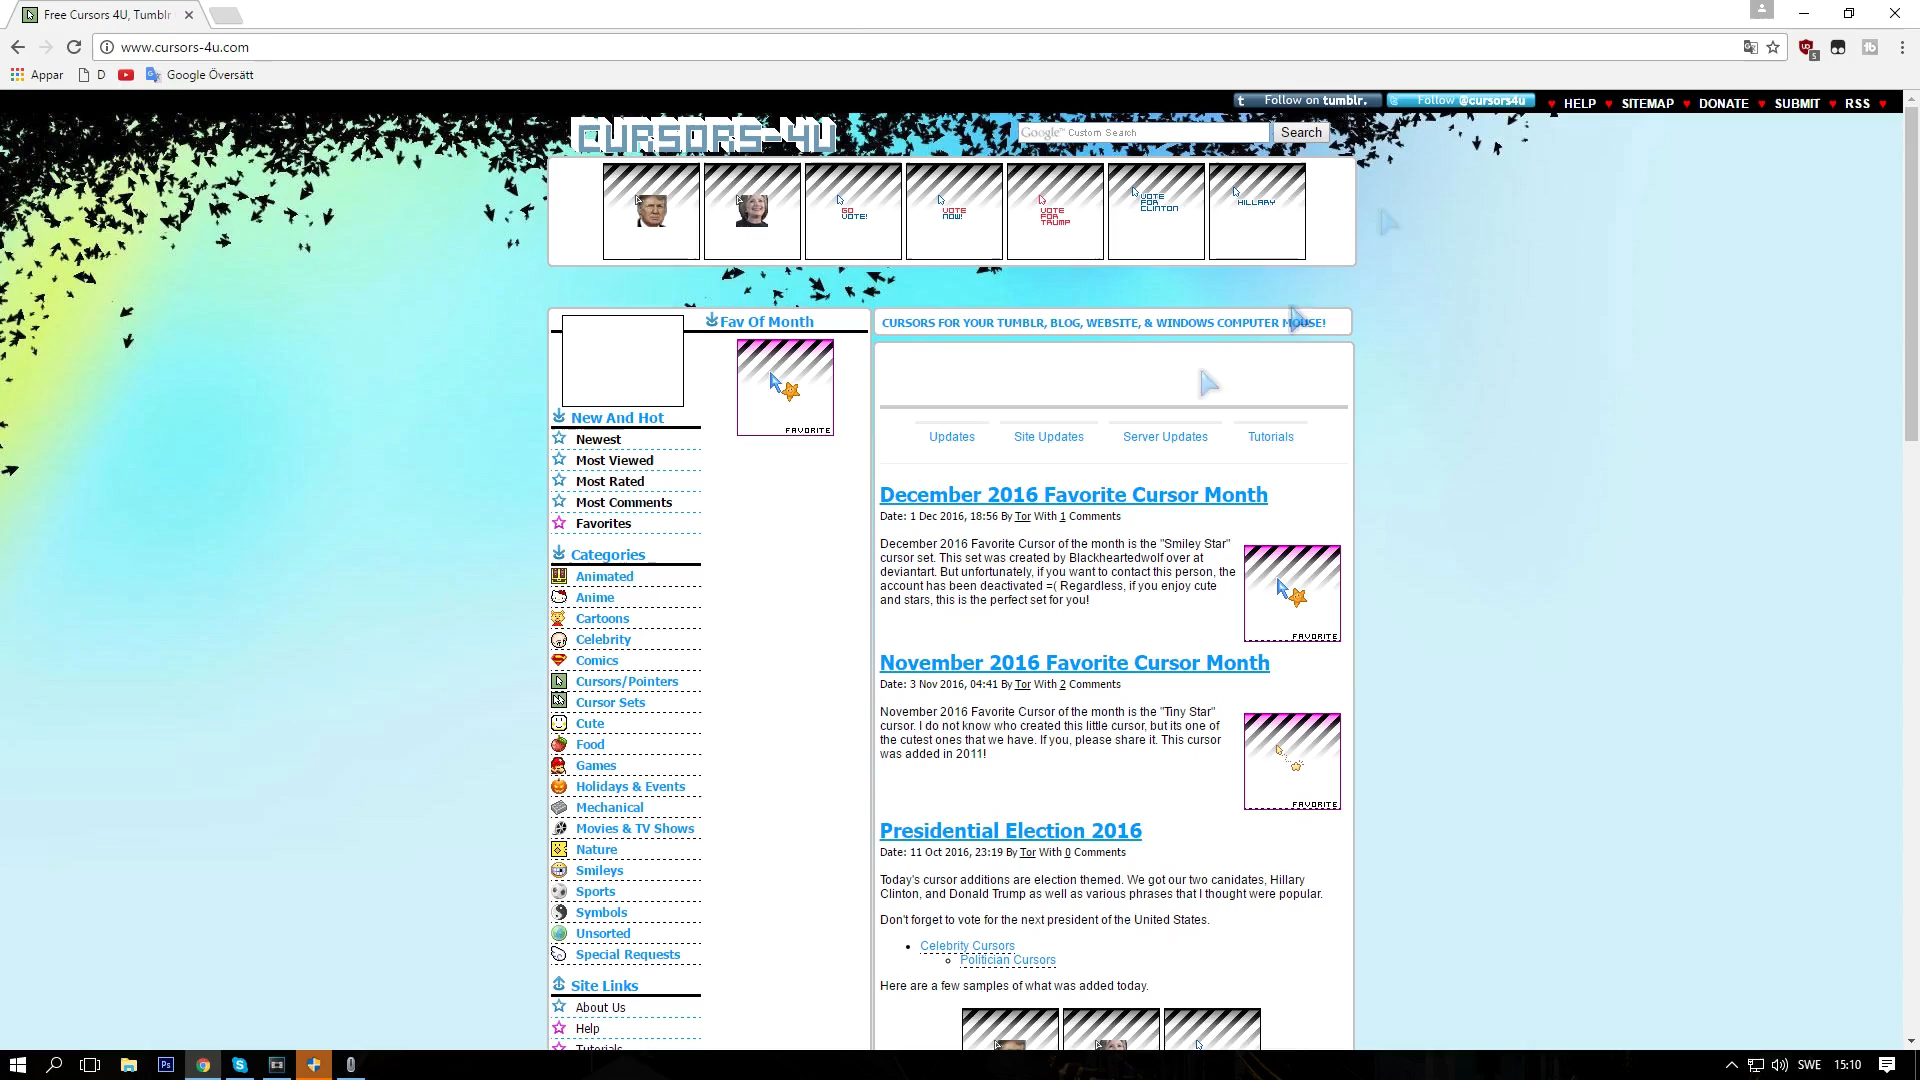 Free Cursors 4U, Tumblr
www.cursors-4u.com
Appar
D
Google Översätt
t Follow on tumblr.
Follow @cursors4u
HELP
SITEMAP
DONATE
SUBMIT
RSS
CURSORS-4U
Google™ Custom Search
Search
GO
VOTE!
VOTE
NOW!
VOTE
FOR
TRUMP
VOTE
FOR
CLINTON
HILLARY
Fav Of Month
FAVORITE
New And Hot
Newest
Most Viewed
Most Rated
Most Comments
Favorites
Categories
Animated
Anime
Cartoons
Celebrity
Comics
Cursors/Pointers
Cursor Sets
Cute
Food
Games
Holidays & Events
Mechanical
Movies & TV Shows
Nature
Smileys
Sports
Symbols
Unsorted
Special Requests
Site Links
About Us
Help
Tutorials
CURSORS FOR YOUR TUMBLR, BLOG, WEBSITE, & WINDOWS COMPUTER MOUSE!
Updates
Site Updates
Server Updates
Tutorials
December 2016 Favorite Cursor Month
Date: 1 Dec 2016, 18:56 By Tor With 1 Comments
December 2016 Favorite Cursor of the month is the "Smiley Star"
cursor set. This set was created by Blackheartedwolf over at
deviantart. But unfortunately, if you want to contact this person, the
account has been deactivated =( Regardless, if you enjoy cute
and stars, this is the perfect set for you!
FAVORITE
November 2016 Favorite Cursor Month
Date: 3 Nov 2016, 04:41 By Tor With 2 Comments
November 2016 Favorite Cursor of the month is the "Tiny Star"
cursor. I do not know who created this little cursor, but its one of
the cutest ones that we have. If you, please share it. This cursor
was added in 2011!
FAVORITE
Presidential Election 2016
Date: 11 Oct 2016, 23:19 By Tor With 0 Comments
Today's cursor additions are election themed. We got our two canidates, Hillary
Clinton, and Donald Trump as well as various phrases that I thought were popular.
Don't forget to vote for the next president of the United States.
Celebrity Cursors
Politician Cursors
Here are a few samples of what was added today.
Ps
SWE
15:10